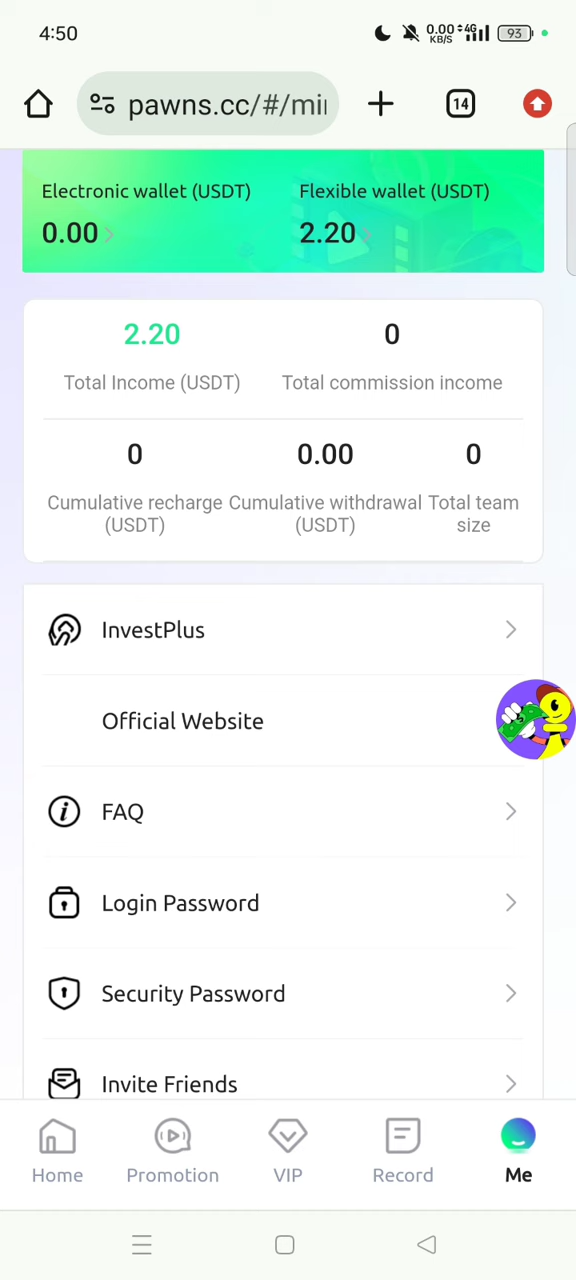 4:50
0.00 KB/S 4G 93
pawns.cc/#/mi
14
Electronic wallet (USDT) Flexible wallet (USDT)
0.00 2.20
2.20 0
Total Income (USDT) Total commission income
0 0.00 0
Cumulative recharge (USDT) Cumulative withdrawal (USDT) Total team size
InvestPlus
Official Website
FAQ
Login Password
Security Password
Invite Friends
Home Promotion VIP Record Me